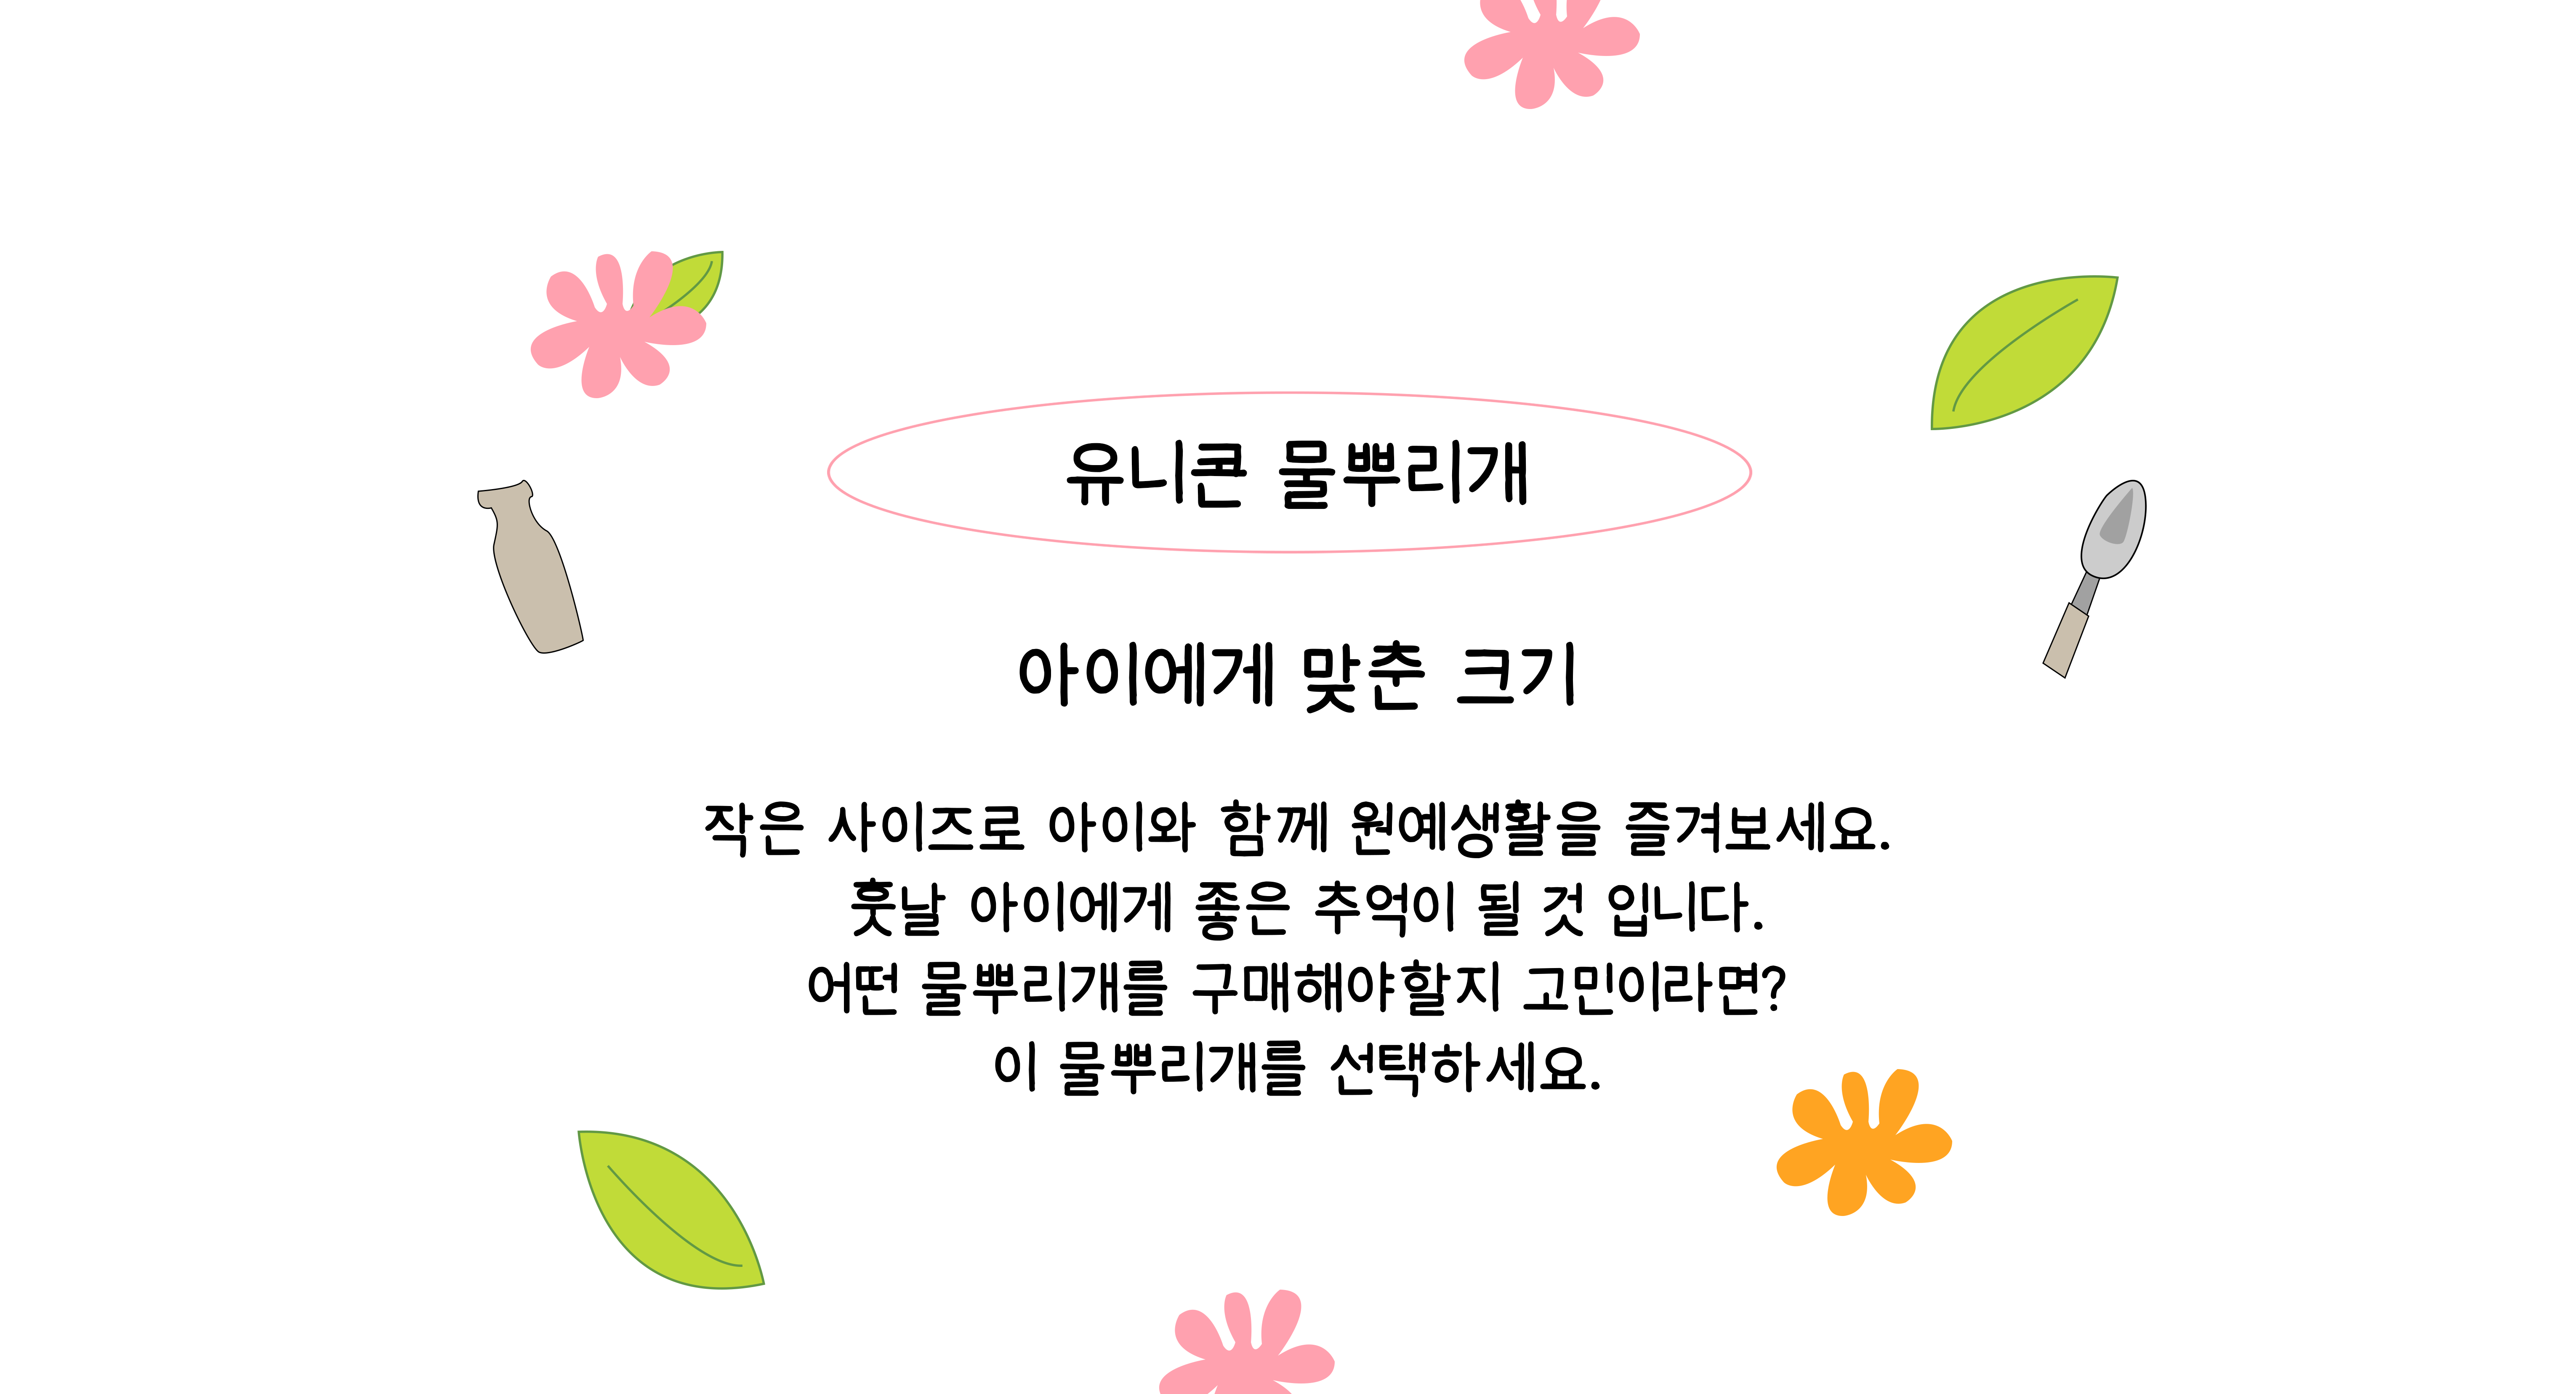 유니콘 물뿌리개
아이에게 맞춘 크기
작은 사이즈로 아이와 함께 원예생활을 즐겨보세요.
훗날 아이에게 좋은 추억이 될 것 입니다.
어떤 물뿌리개를 구매해야할지 고민이라면?
이 물뿌리개를 선택하세요.